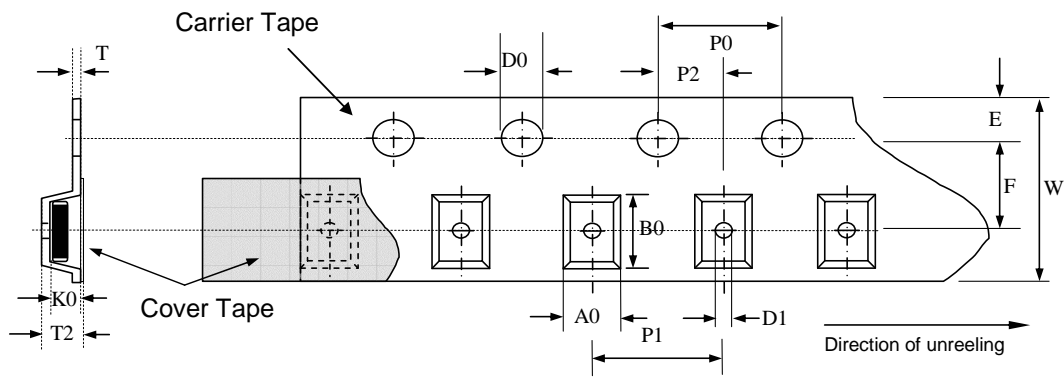 Carrier Tape
T
D0
P0
P2
E
W
F
B0
K0
Cover Tape
T2
A0
D1
P1
Direction of unreeling